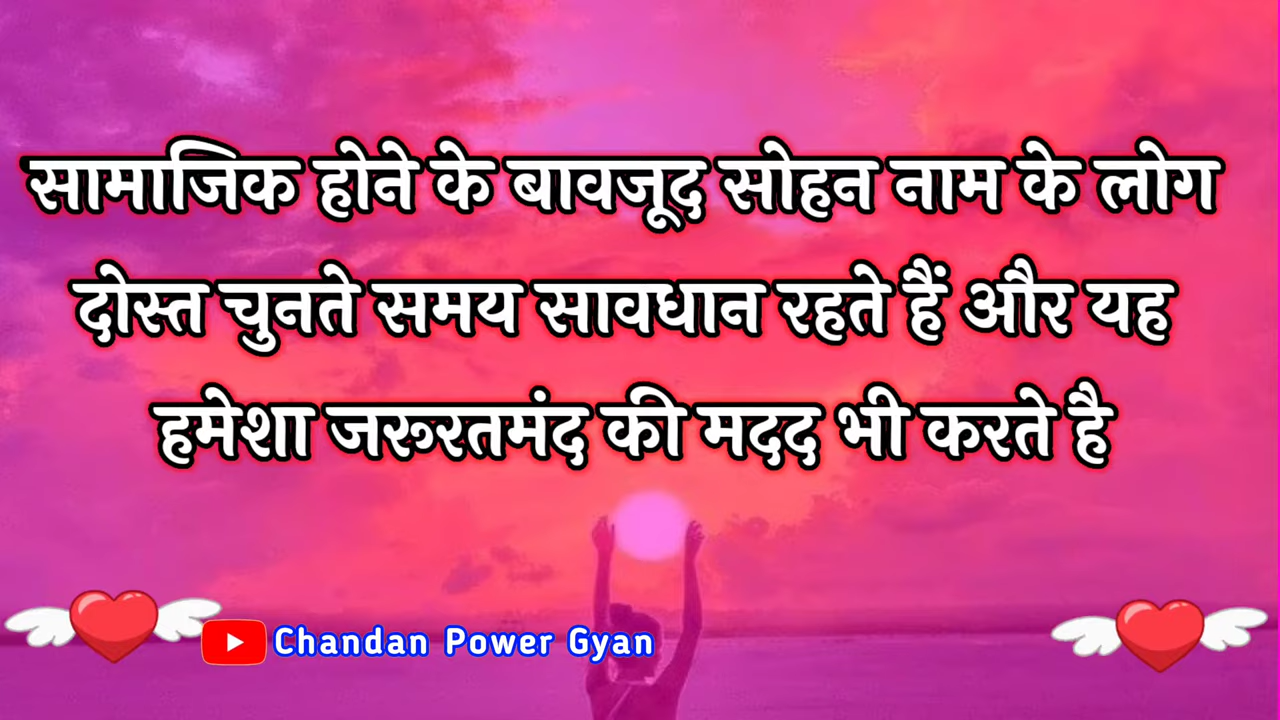 सामाजिक होने के बावजूद सोहन नाम के लोग
दोस्त चुनते समय सावधान रहते हैं और यह
हमेशा जरूरतमंद की मदद भी करते है
Chandan Power Gyan